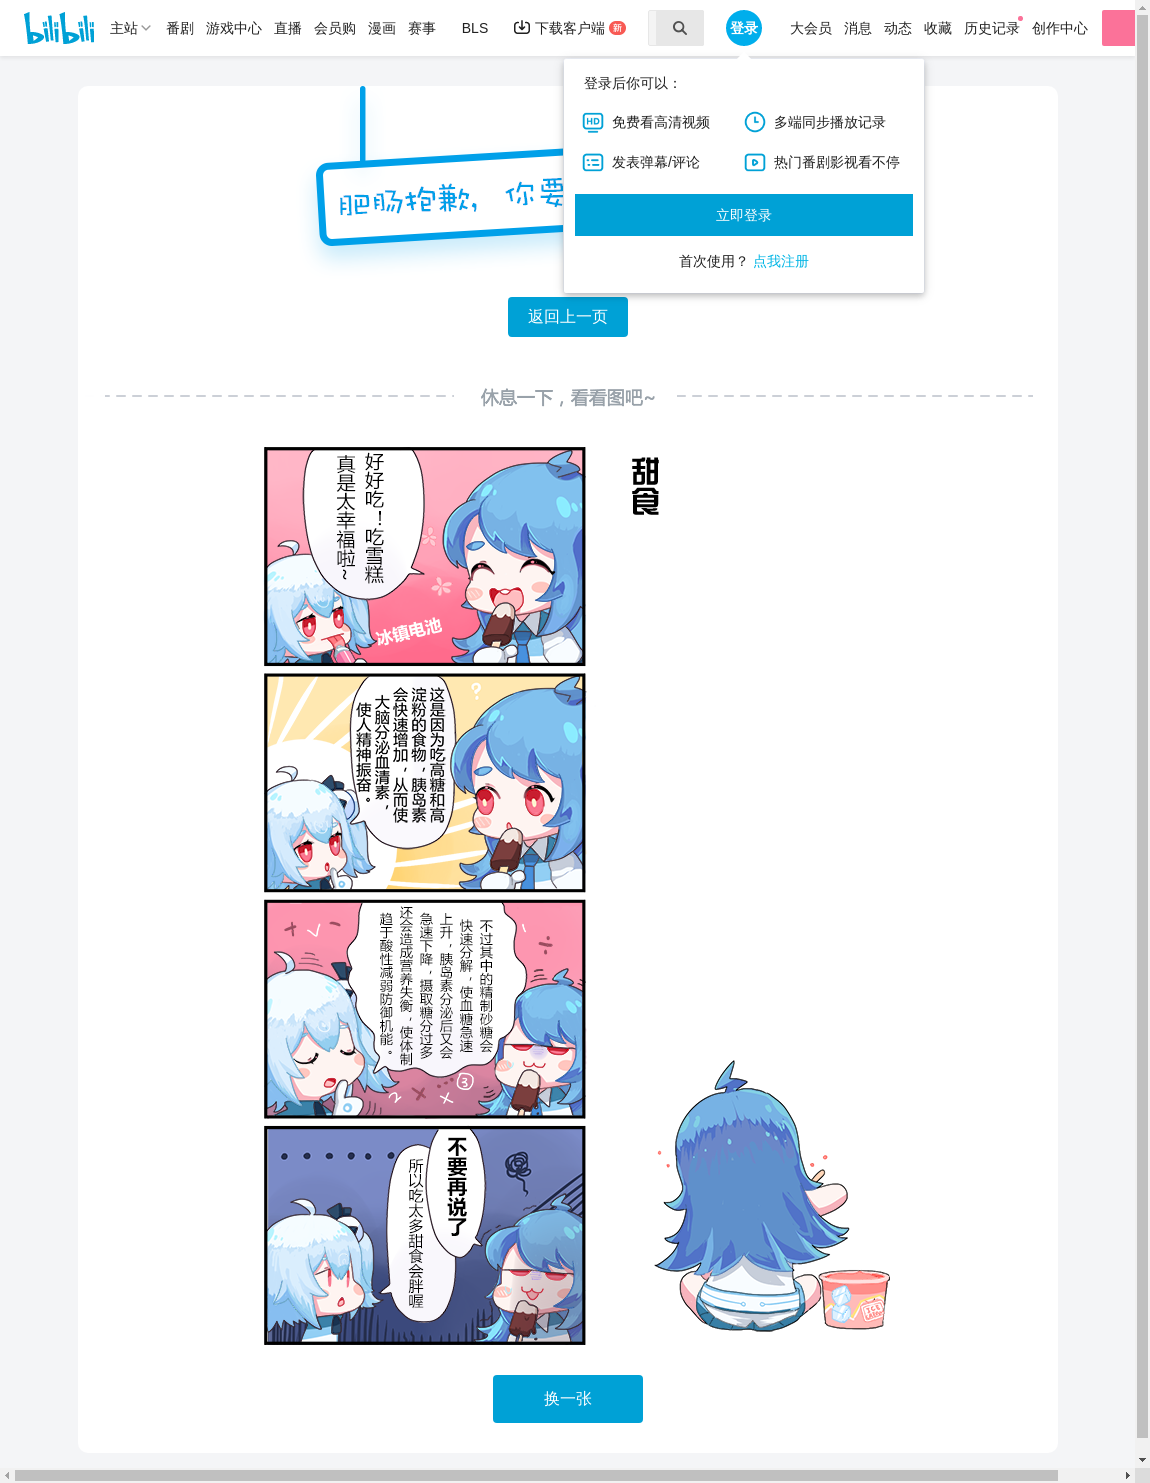 bilibili
主站
番剧
游戏中心
直播
会员购
漫画
赛事
BLS
下载客户端
新
登录
大会员
消息
动态
收藏
历史记录
创作中心
登录后你可以：
免费看高清视频
多端同步播放记录
发表弹幕/评论
热门番剧影视看不停
立即登录
首次使用？ 点我注册
肥肠抱歉，你要
返回上一页
休息一下，看看图吧~
甜食
好好吃！吃雪糕
真是太幸福啦~
冰镇电池
这是因为吃高糖和高
淀粉的食物，胰岛素
会快速增加，从而使
大脑分泌血清素，
使人精神振奋。
不过其中的精制砂糖会
快速分解，使血糖急速
上升，胰岛素分泌后又会
急速下降，摄取糖分过多
还会造成营养失衡，使体制
趋于酸性减弱防御机能。
不要再说了
所以吃太多甜食会胖喔
换一张